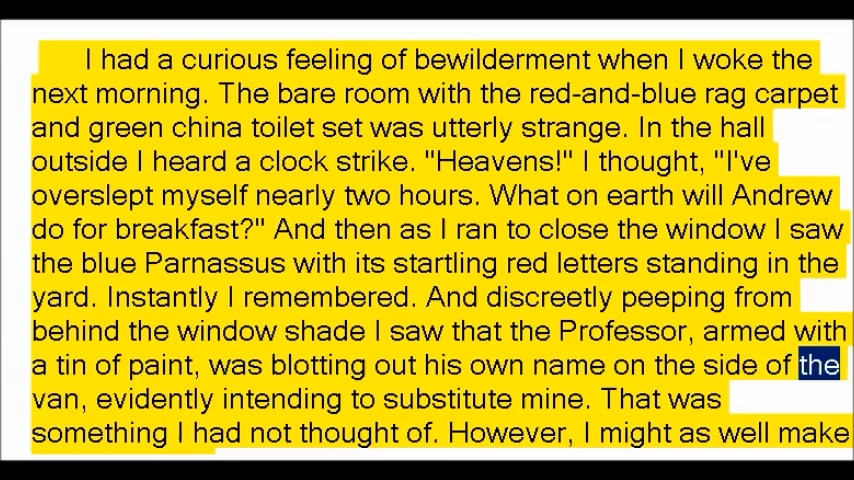 I had a curious feeling of bewilderment when I woke the
next morning. The bare room with the red-and-blue rag carpet
and green china toilet set was utterly strange. In the hall
outside I heard a clock strike. "Heavens!" I thought, "I've
overslept myself nearly two hours. What on earth will Andrew
do for breakfast?" And then as I ran to close the window I saw
the blue Parnassus with its startling red letters standing in the
yard. Instantly I remembered. And discreetly peeping from
behind the window shade I saw that the Professor, armed with
a tin of paint, was blotting out his own name on the side of the
van, evidently intending to substitute mine. That was
something I had not thought of. However, I might as well make